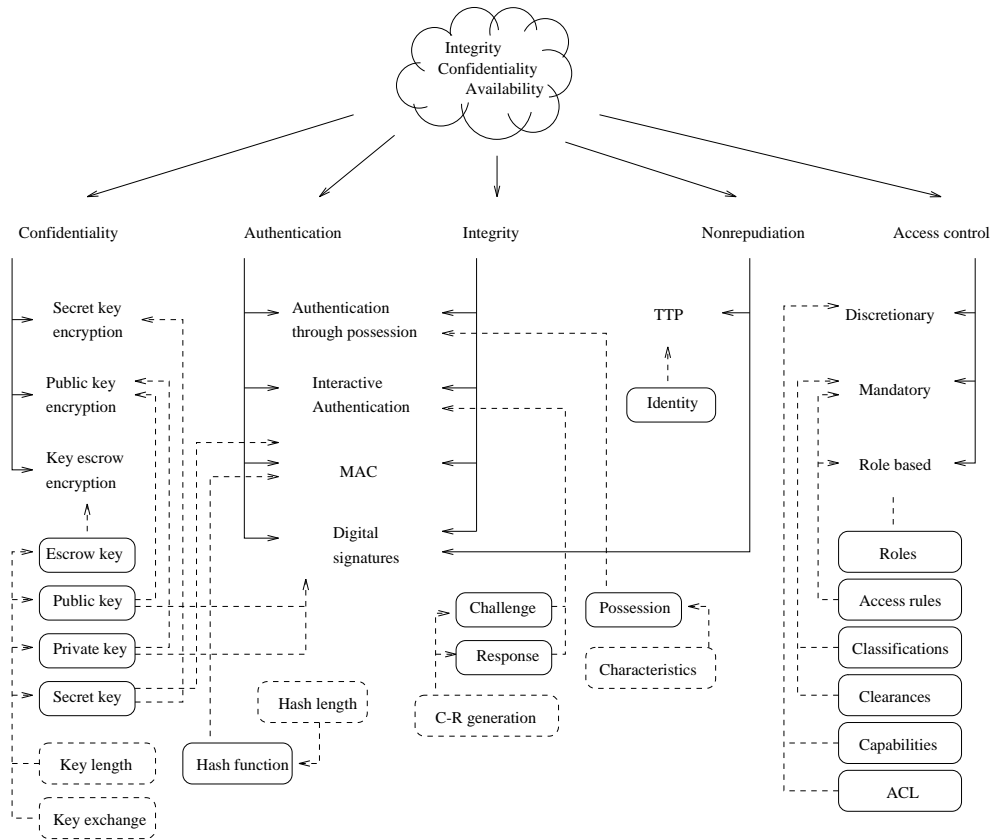 Integrity
Confidentiality
Availability
Confidentiality
Authentication
Integrity
Nonrepudiation
Access control
Secret key
encryption
Public key
encryption
Key escrow
encryption
Escrow key
Public key
Private key
Secret key
Key length
Key exchange
Authentication
through possession
Interactive
Authentication
MAC
Digital
signatures
Hash length
Hash function
Challenge
Response
C-R generation
Possession
Characteristics
TTP
Identity
Discretionary
Mandatory
Role based
Roles
Access rules
Classifications
Clearances
Capabilities
ACL